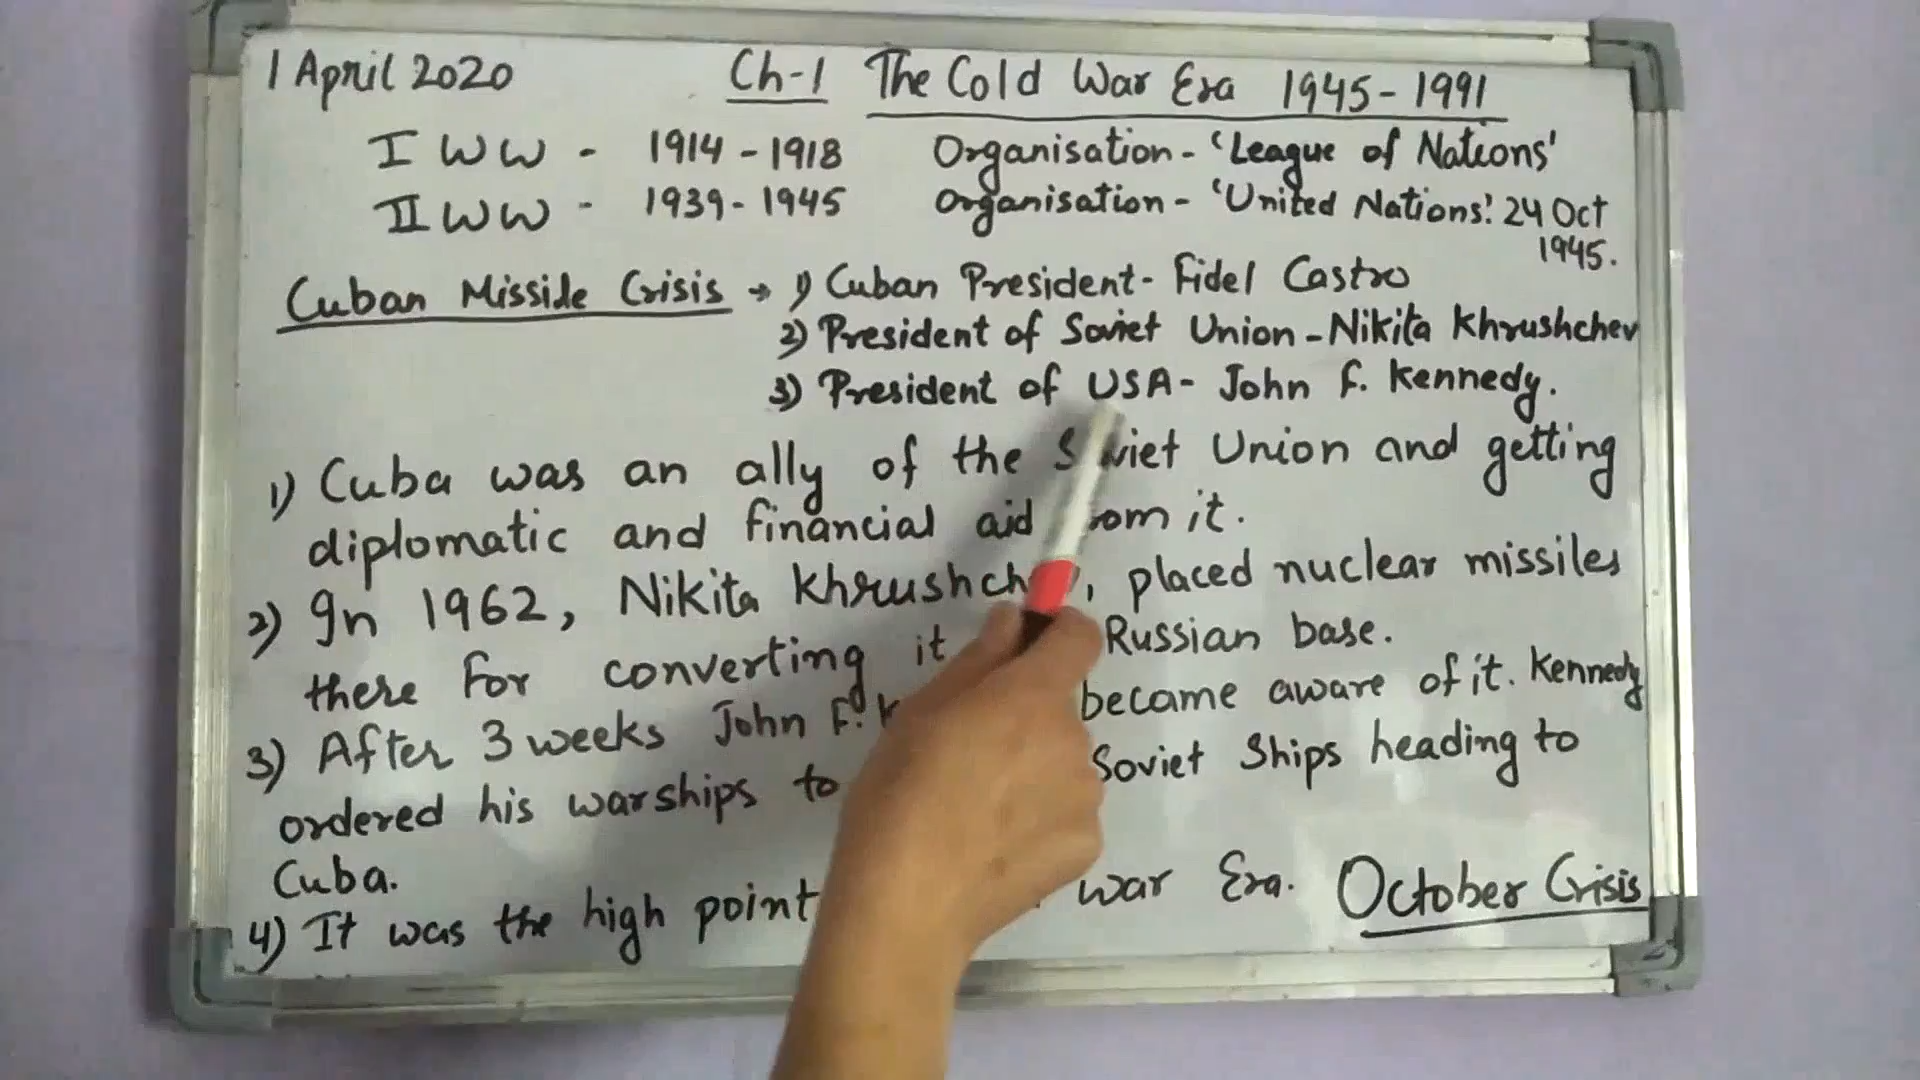 1 April 2020 Ch-1 The Cold War Era 1945-1991
I WW - 1914-1918 Organisation - 'League of Nations'
II WW - 1939-1945 Organisation - 'United Nations'. 24 Oct
1945.
Cuban Misside Crisis → 1) Cuban President - Fidel Castro
2) President of Soviet Union - Nikita Khrushchev
3) President of USA - John F. Kennedy.
1) Cuba was an ally of the Soviet Union and getting
diplomatic and financial aid from it.
2) In 1962, Nikita Khrushchev, placed nuclear missiles
there for converting it Russian base.
3) After 3 weeks John F. became aware of it. Kennedy
ordered his warships to Soviet Ships heading to
Cuba.
4) It was the high point war Era. October Crisis